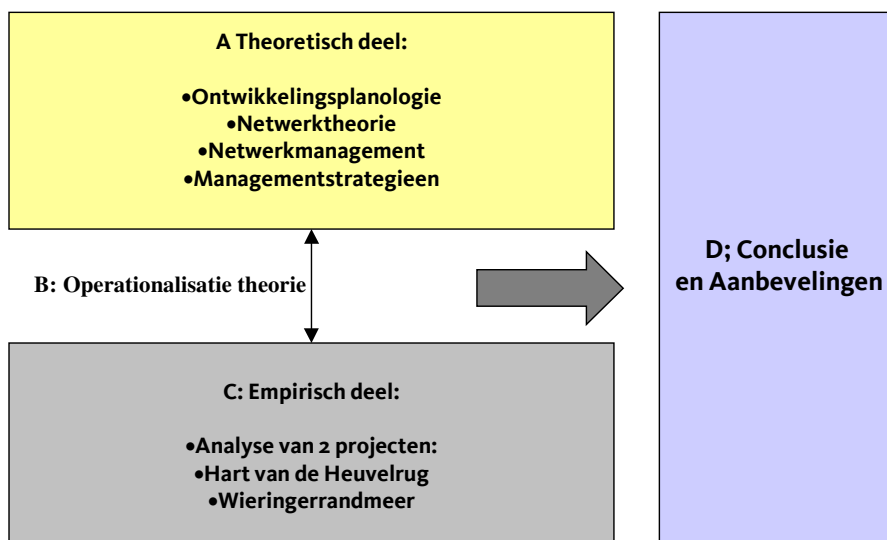 A Theoretisch deel:
•Ontwikkelingsplanologie
•Netwerktheorie
•Netwerkmanagement
•Managementstrategieen
B: Operationalisatie theorie
C: Empirisch deel:
•Analyse van 2 projecten:
•Hart van de Heuvelrug
•Wieringerrandmeer
D; Conclusie
en Aanbevelingen